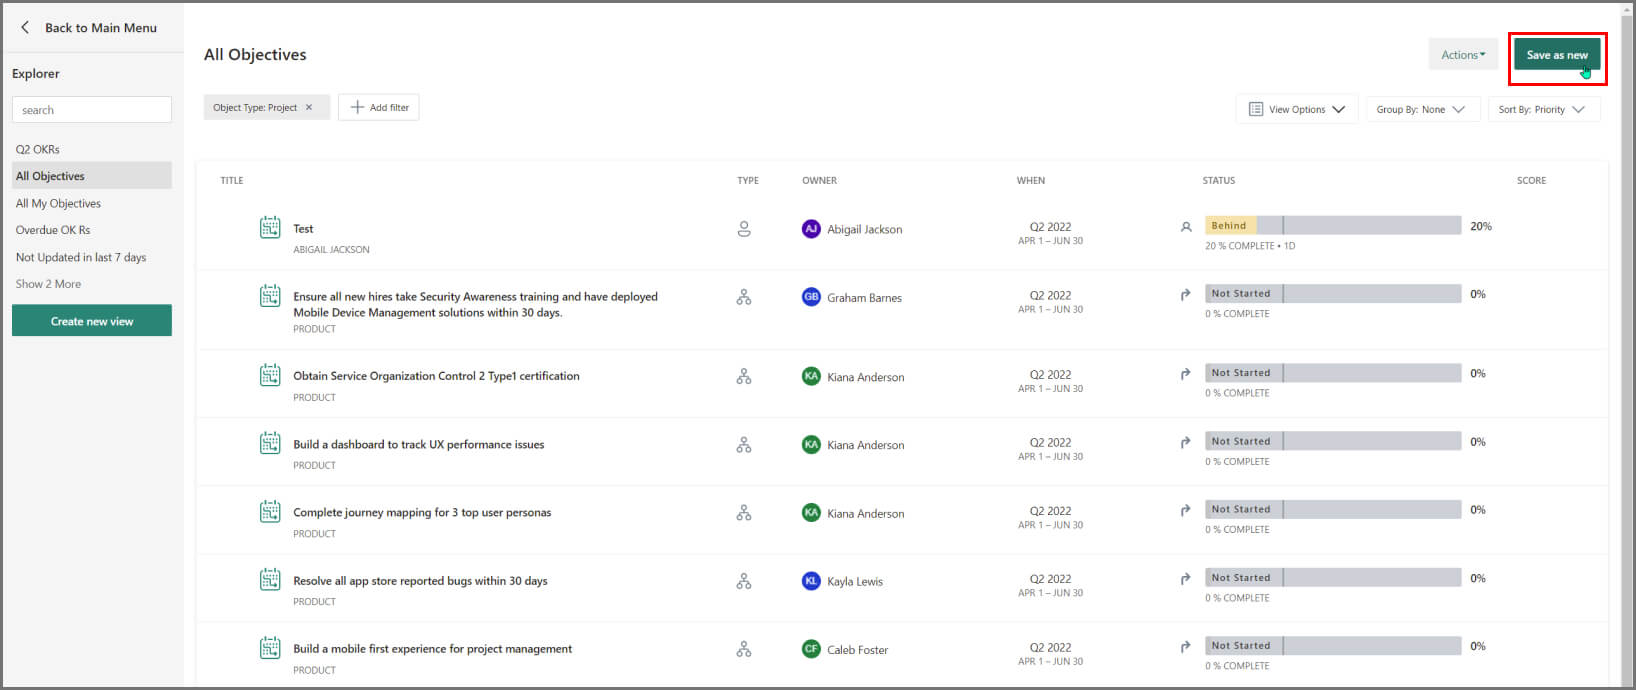 Back to Main Menu
Explorer
search
Q2 OKRs
All Objectives
All My Objectives
Overdue OK Rs
Not Updated in last 7 days
Show 2 More
Create new view
All Objectives
Actions
Save as new
Object Type: Project ×
Add filter
View Options
Group By: None
Sort By: Priority
TITLE TYPE OWNER WHEN STATUS SCORE
Test
ABIGAIL JACKSON
AJ Abigail Jackson
Q2 2022
APR 1 – JUN 30
Behind
20%
20 % COMPLETE • 1D
Ensure all new hires take Security Awareness training and have deployed
Mobile Device Management solutions within 30 days.
PRODUCT
GB Graham Barnes
Q2 2022
APR 1 – JUN 30
Not Started
0%
0 % COMPLETE
Obtain Service Organization Control 2 Type1 certification
PRODUCT
KA Kiana Anderson
Q2 2022
APR 1 – JUN 30
Not Started
0%
0 % COMPLETE
Build a dashboard to track UX performance issues
PRODUCT
KA Kiana Anderson
Q2 2022
APR 1 – JUN 30
Not Started
0%
0 % COMPLETE
Complete journey mapping for 3 top user personas
PRODUCT
KA Kiana Anderson
Q2 2022
APR 1 – JUN 30
Not Started
0%
0 % COMPLETE
Resolve all app store reported bugs within 30 days
PRODUCT
KL Kayla Lewis
Q2 2022
APR 1 – JUN 30
Not Started
0%
0 % COMPLETE
Build a mobile first experience for project management
PRODUCT
CF Caleb Foster
Q2 2022
APR 1 – JUN 30
Not Started
0%
0 % COMPLETE